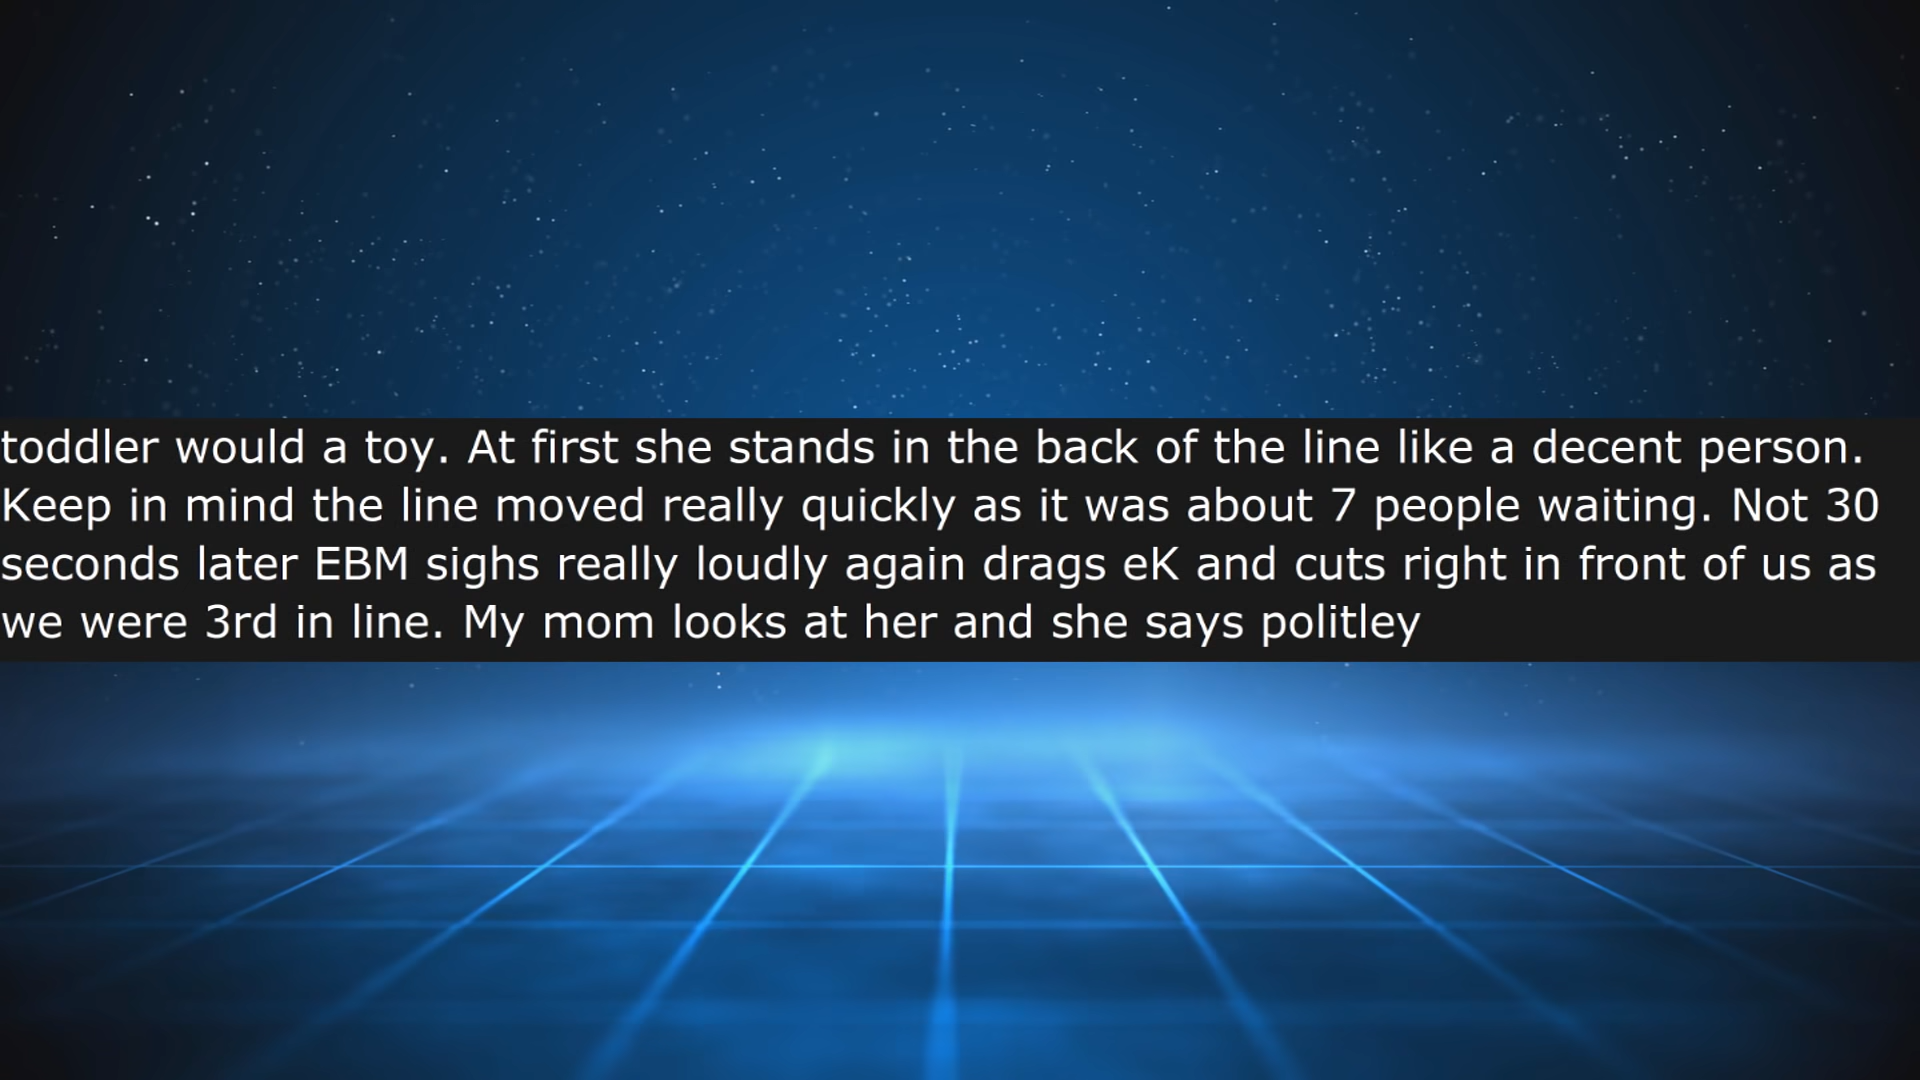 toddler would a toy. At first she stands in the back of the line like a decent person.
Keep in mind the line moved really quickly as it was about 7 people waiting. Not 30
seconds later EBM sighs really loudly again drags eK and cuts right in front of us as
we were 3rd in line. My mom looks at her and she says politley